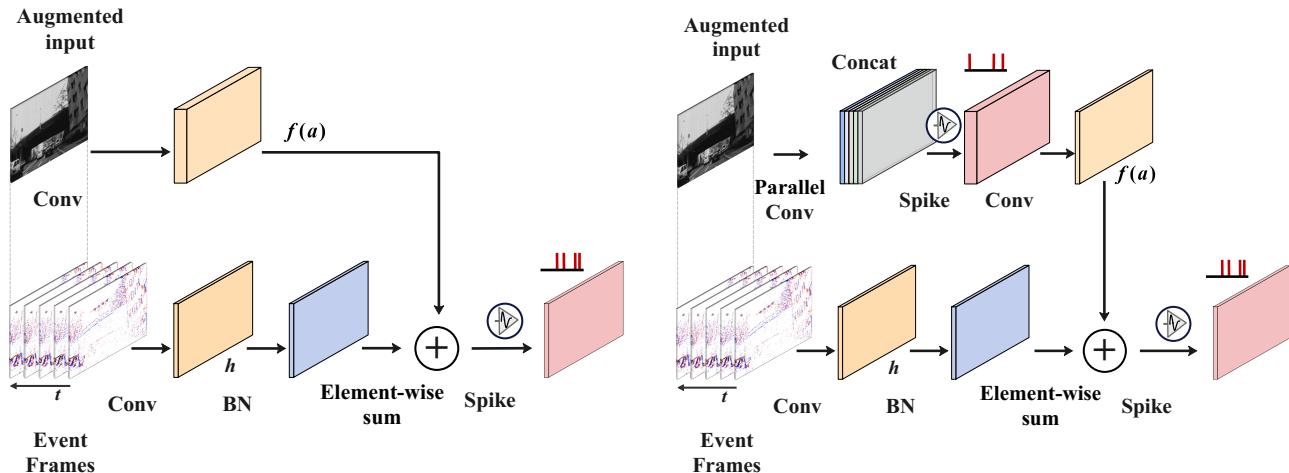 Augmented
input
f(a)
Conv
Element-wise
sum
Spike
h
t
Conv
BN
Event
Frames
Augmented
input
Concat
Parallel
Conv
Spike
Conv
f(a)
Element-wise
sum
Spike
h
t
Conv
BN
Event
Frames